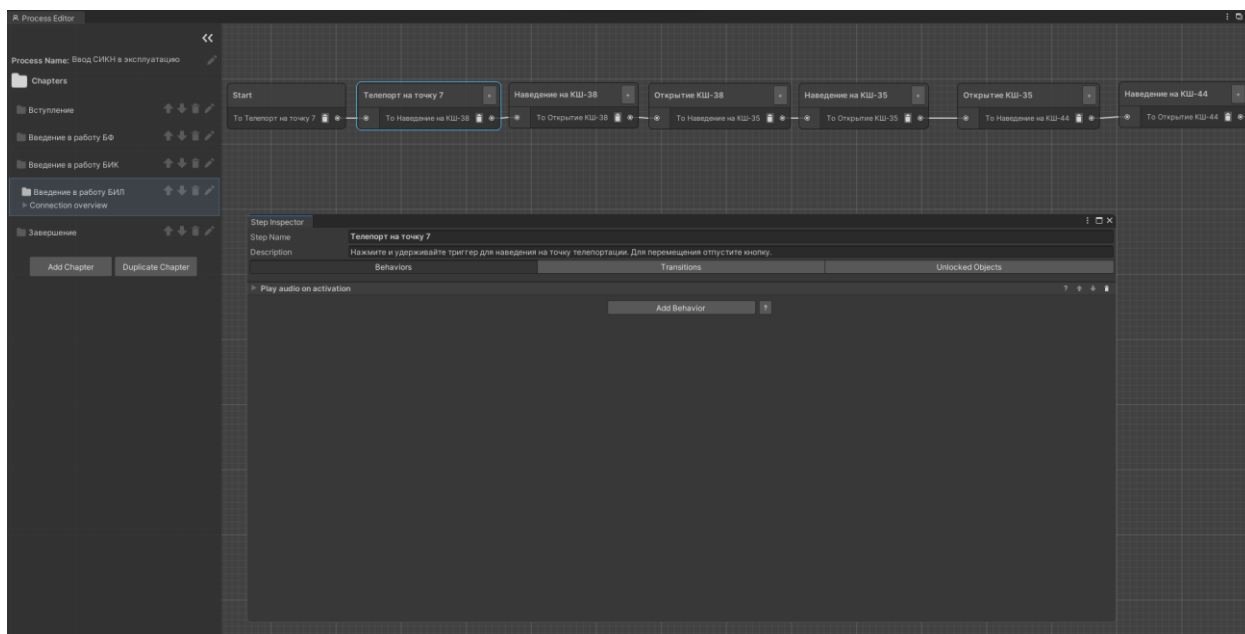 Process Editor
Process Name: Ввод СИКН в эксплуатацию
Chapters
Вступление
Введение в работу БФ
Введение в работу БИК
Введение в работу БИЛ
Connection overview
Завершение
Add Chapter Duplicate Chapter
Start
To Телепорт на точку 7
Телепорт на точку 7
To Наведение на КШ-38
Наведение на КШ-38
To Открытие КШ-38
Открытие КШ-38
To Наведение на КШ-35
Наведение на КШ-35
To Открытие КШ-35
Открытие КШ-35
To Наведение на КШ-44
Наведение на КШ-44
To Открытие КШ-44
Step Inspector
Step Name Телепорт на точку 7
Description Нажмите и удерживайте триггер для наведения на точку телепортации. Для перемещения отпустите кнопку.
Behaviors Transitions Unlocked Objects
Play audio on activation ?
Add Behavior ?